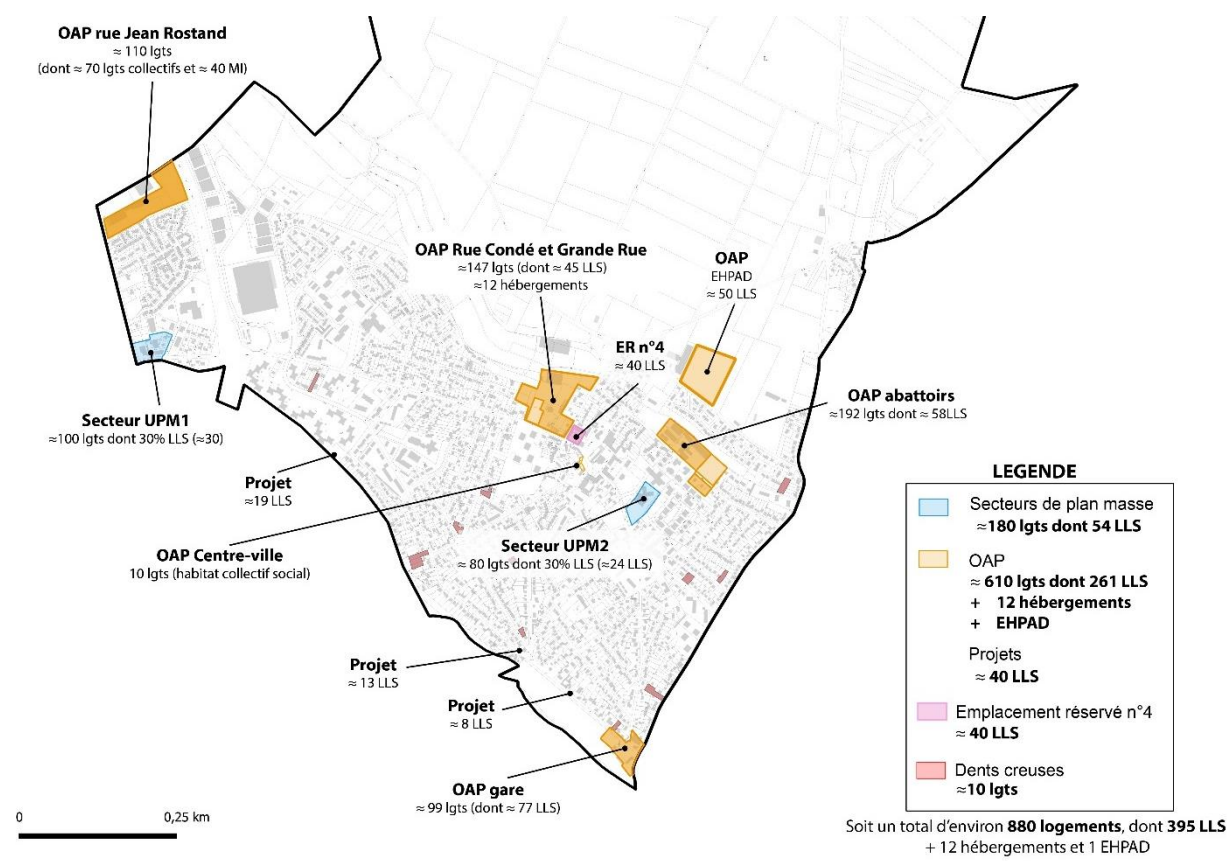 OAP rue Jean Rostand
≈ 110 lgts
(dont ≈ 70 lgts collectifs et ≈ 40 MI)
OAP Rue Condé et Grande Rue
≈147 lgts (dont ≈ 45 LLS)
≈12 hébergements
OAP
EHPAD
≈ 50 LLS
ER n°4
≈ 40 LLS
OAP abattoirs
≈192 lgts dont ≈ 58LLS
Secteur UPM1
≈100 lgts dont 30% LLS (≈30)
Projet
≈19 LLS
OAP Centre-ville
10 lgts (habitat collectif social)
Secteur UPM2
≈ 80 lgts dont 30% LLS (≈24 LLS)
Projet
≈ 13 LLS
Projet
≈ 8 LLS
OAP gare
≈ 99 lgts (dont ≈ 77 LLS)
0 0,25 km
LEGENDE
Secteurs de plan masse
≈180 lgts dont 54 LLS
OAP
≈ 610 lgts dont 261 LLS
+ 12 hébergements
+ EHPAD
Projets
≈ 40 LLS
Emplacement réservé n°4
≈ 40 LLS
Dents creuses
≈10 lgts
Soit un total d'environ 880 logements, dont 395 LLS
+ 12 hébergements et 1 EHPAD